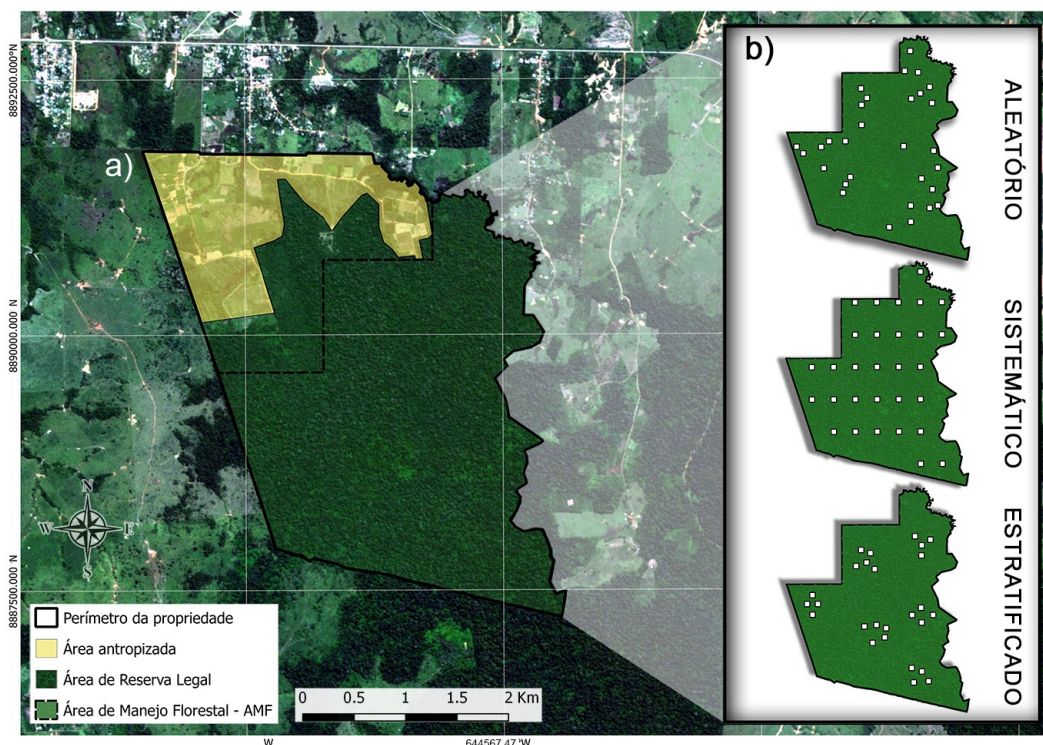 a)
b)
8892500.000°N
8890000.000 N
8887500.000 N
N
W
E
S
Perímetro da propriedade
Área antropizada
Área de Reserva Legal
Área de Manejo Florestal - AMF
0 0.5 1 1.5 2 Km
W
644567.47 'W
ALEATÓRIO
SISTEMÁTICO
ESTRATIFICADO